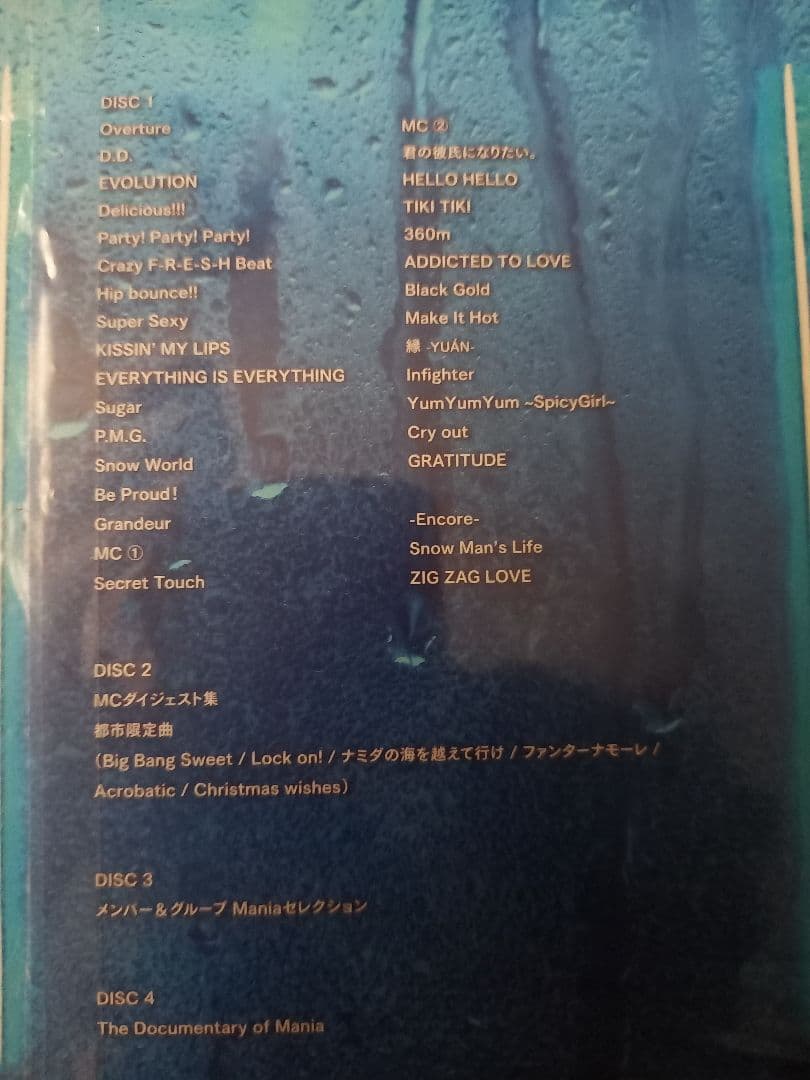 DISC 1
Overture
D.D.
EVOLUTION
Delicious!!!
Party! Party! Party!
Crazy F-R-E-S-H Beat
Hip bounce!!
Super Sexy
KISSIN' MY LIPS
EVERYTHING IS EVERYTHING
Sugar
P.M.G.
Snow World
Be Proud!
Grandeur
MC ①
Secret Touch
MC ②
君の彼氏になりたい。
HELLO HELLO
TIKI TIKI
360m
ADDICTED TO LOVE
Black Gold
Make It Hot
縁 -YUÁN-
Infighter
YumYumYum ~SpicyGirl~
Cry out
GRATITUDE
-Encore-
Snow Man's Life
ZIG ZAG LOVE
DISC 2
MCダイジェスト集
都市限定曲
(Big Bang Sweet / Lock on! / ナミダの海を越えて行け / ファンターナモーレ /
Acrobatic / Christmas wishes)
DISC 3
メンバー&グループ Maniaセレクション
DISC 4
The Documentary of Mania